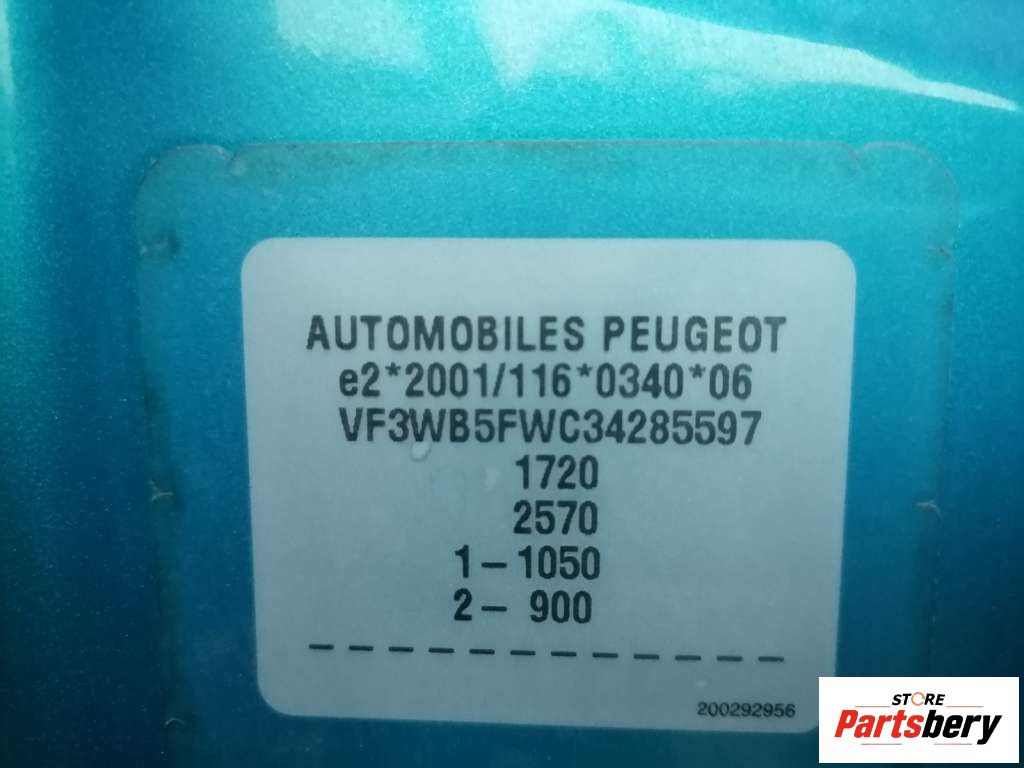 AUTOMOBILES PEUGEOT
e2*2001/116*0340*06
VF3WB5FWC34285597
1720
2570
1- 1050
2- 900
------------
200292956
STORE
Partsbery